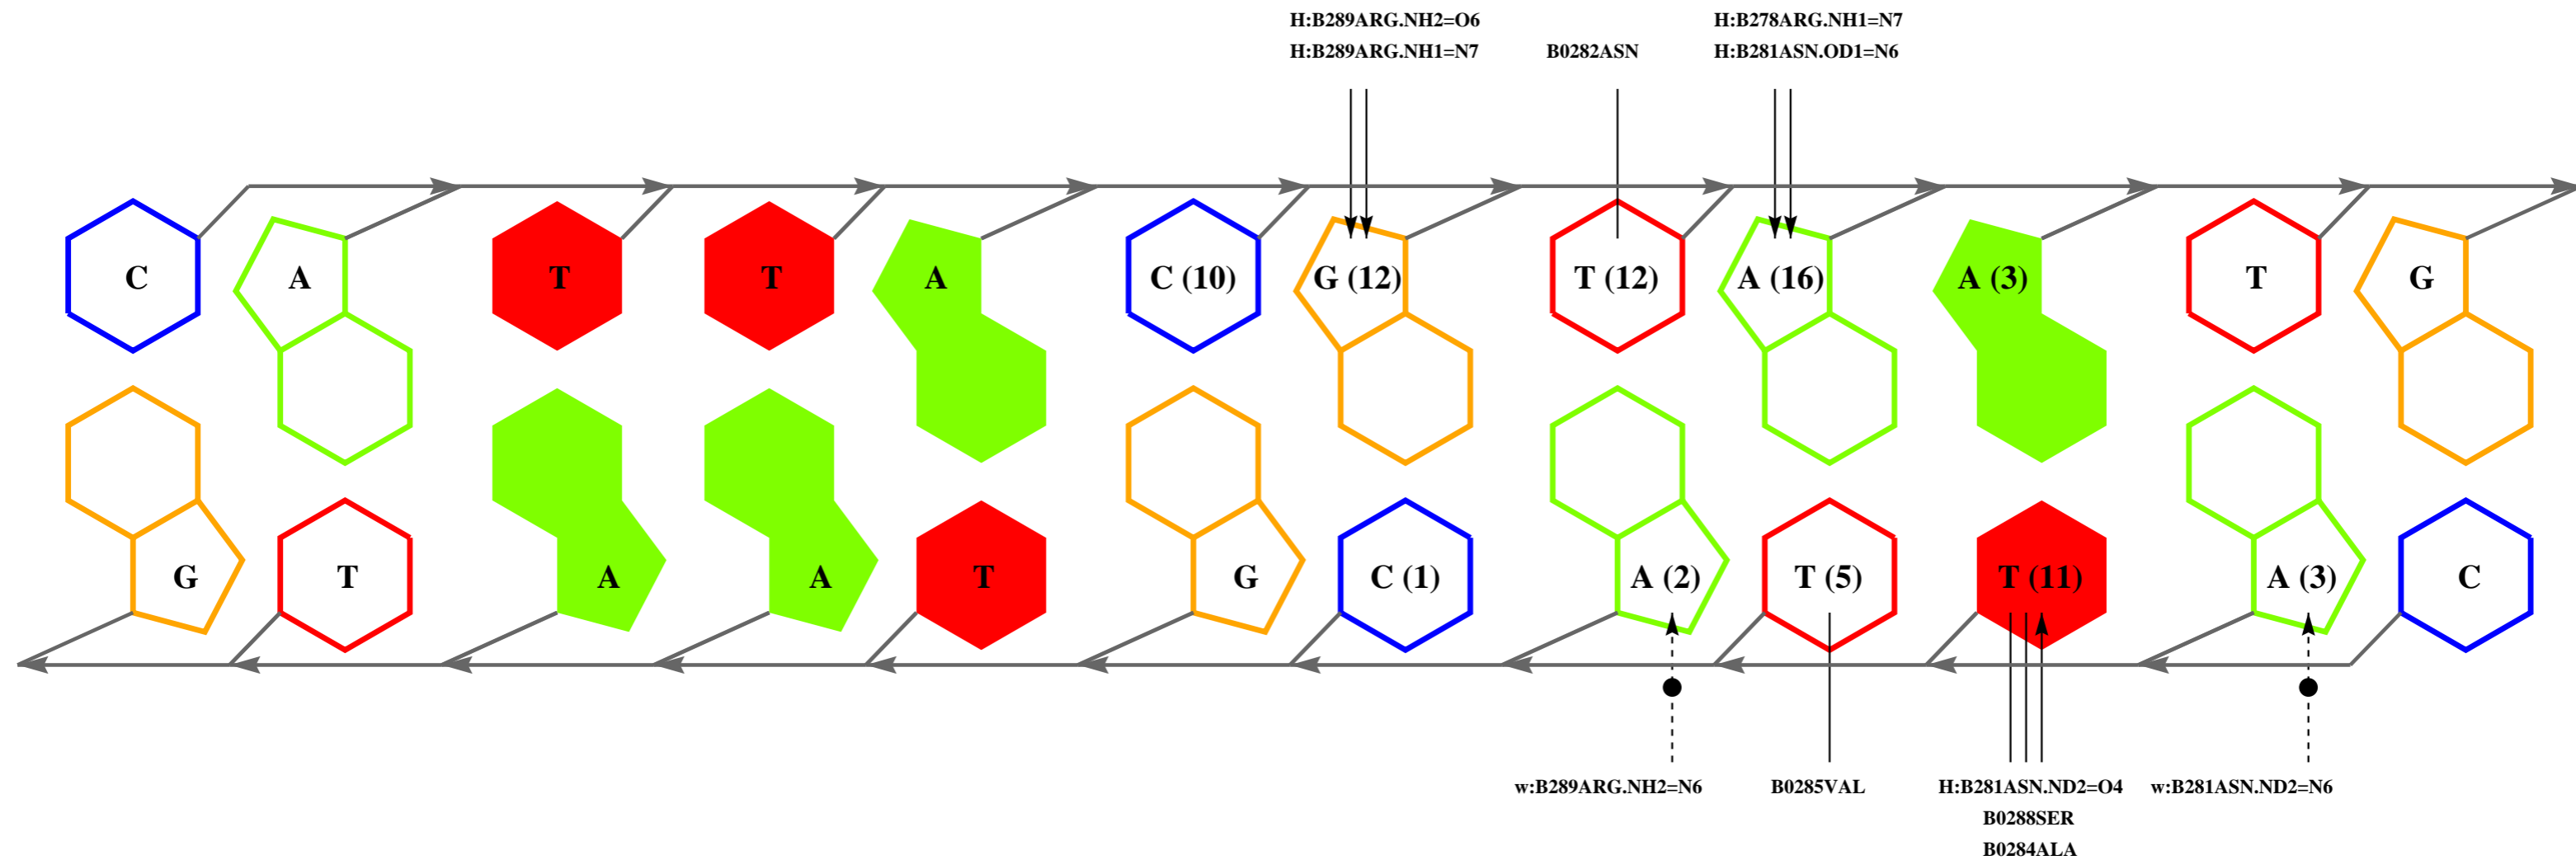 H:B289ARG.NH2=O6 H:B278ARG.NH1=N7
H:B289ARG.NH1=N7 B0282ASN H:B281ASN.OD1=N6
C A T T A C (10) G (12) T (12) A (16) A (3) T G
G T A A T G C (1) A (2) T (5) T (11) A (3) C
w:B289ARG.NH2=N6 B0285VAL H:B281ASN.ND2=O4 w:B281ASN.ND2=N6
B0288SER
B0284ALA